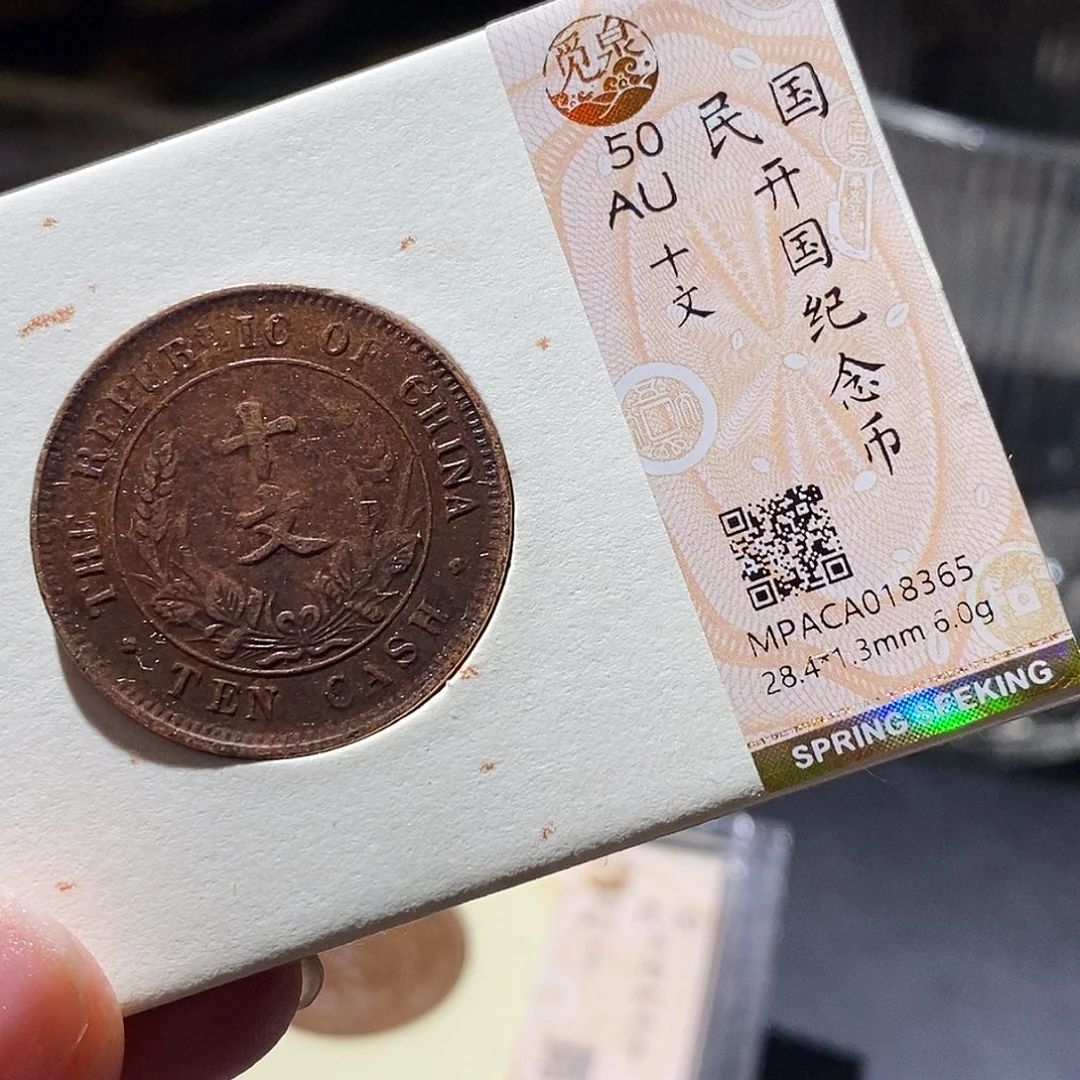 THE REPUBLIC OF CHINA
十文
TEN CASH
觅泉
50
AU
十文
民国
开国纪念币
MPACA018365
28.4*1.3mm 6.0g
SPRING SEEKING